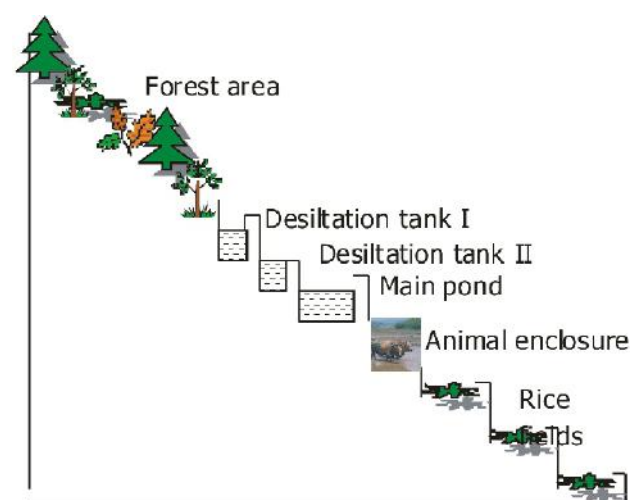 Forest area
Desiltation tank I
Desiltation tank II
Main pond
Animal enclosure
Rice
fields